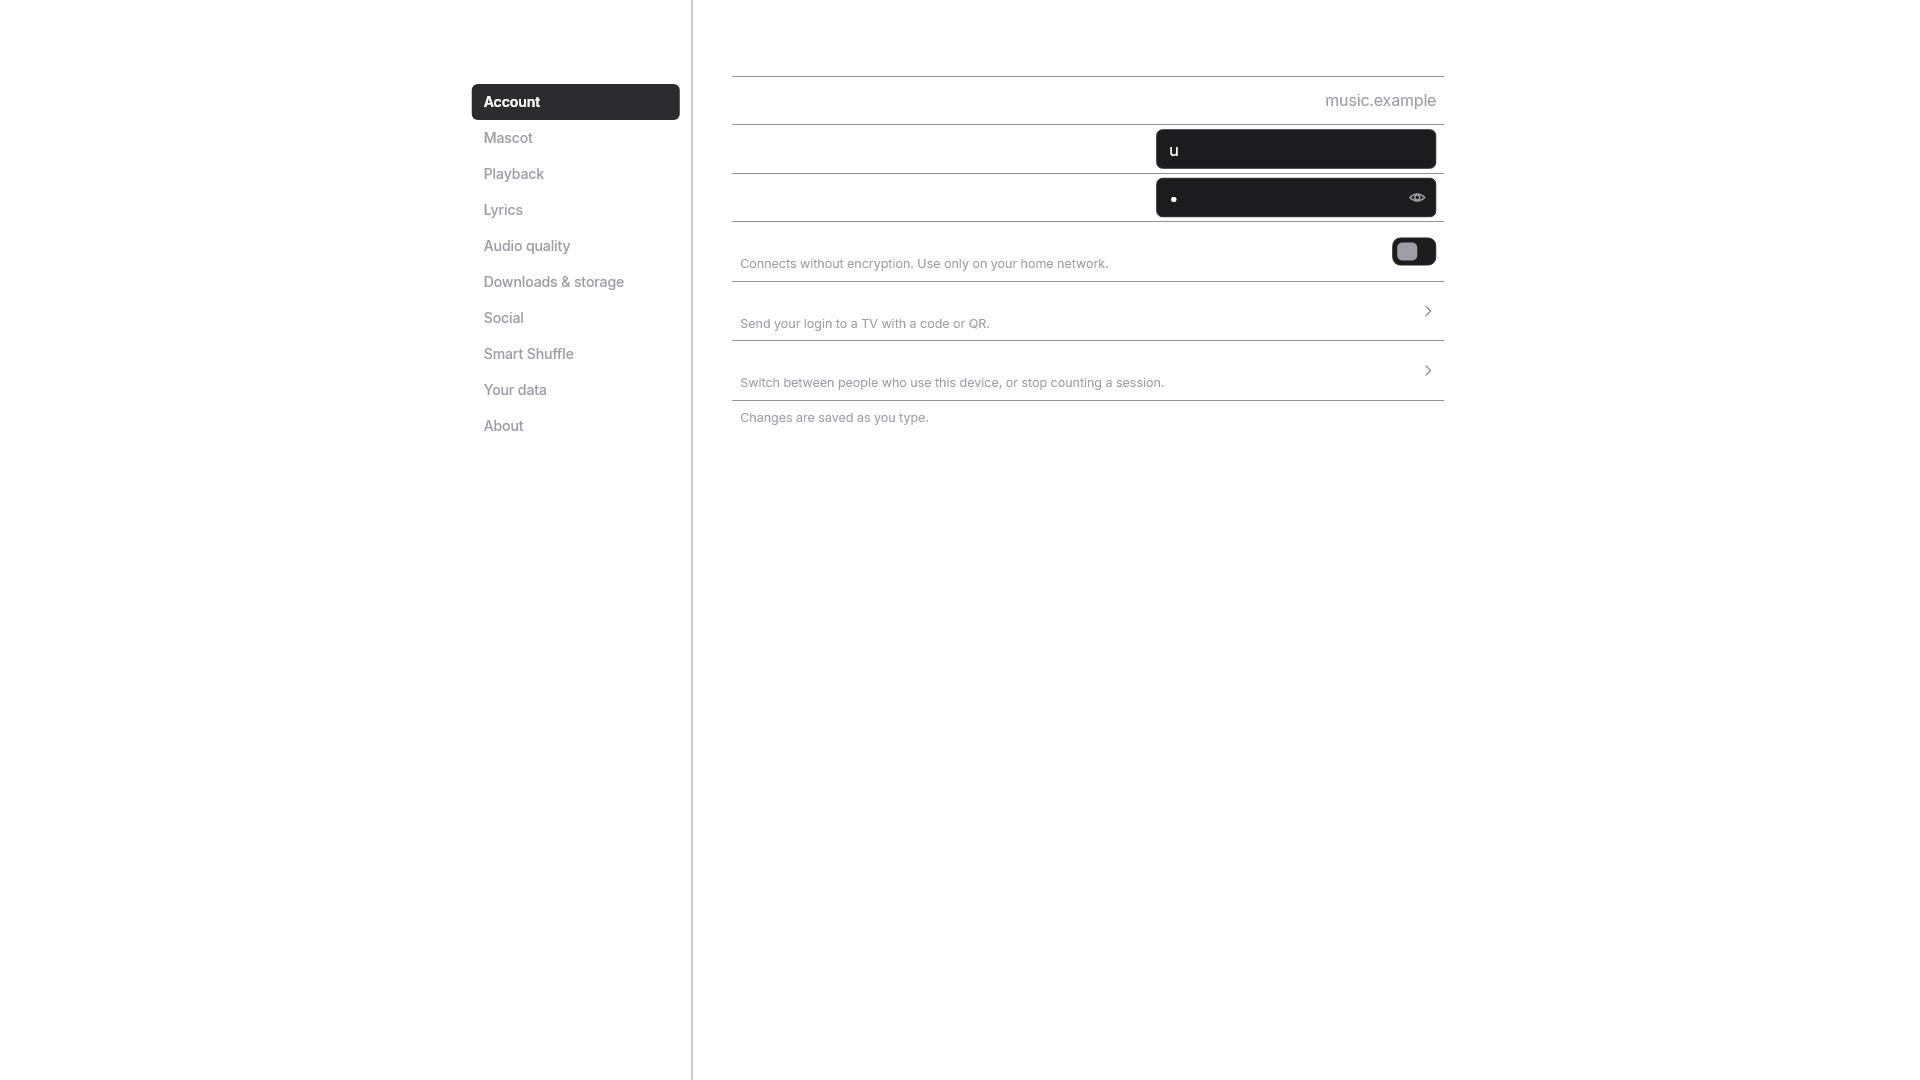 Account
Mascot
Playback
Lyrics
Audio quality
Downloads & storage
Social
Smart Shuffle
Your data
About
music.example
u
Connects without encryption. Use only on your home network.
Send your login to a TV with a code or QR.
Switch between people who use this device, or stop counting a session.
Changes are saved as you type.